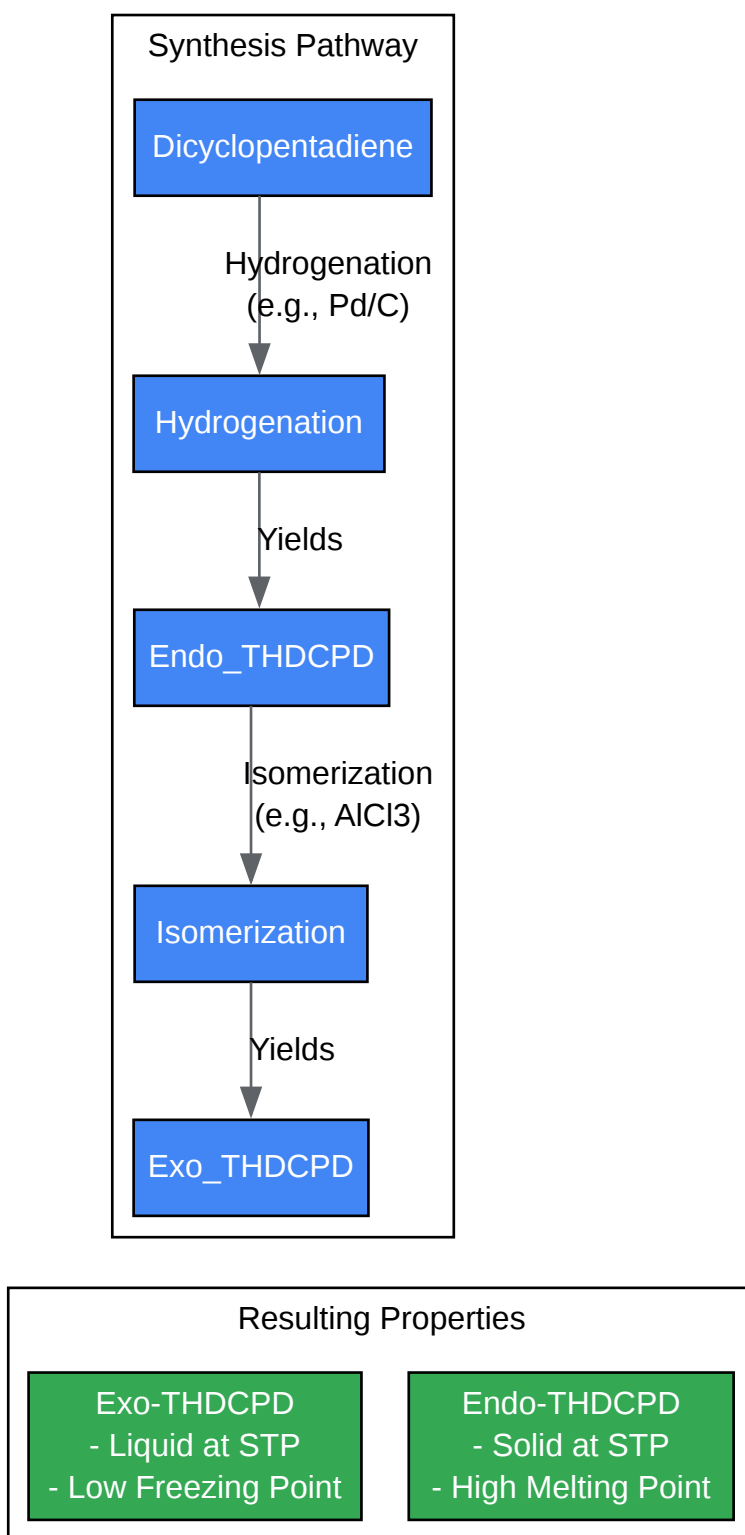 Synthesis Pathway
Dicyclopentadiene
Hydrogenation
(e.g., Pd/C)
Hydrogenation
Yields
Endo_THDCPD
Isomerization
(e.g., AlCl3)
Isomerization
Yields
Exo_THDCPD
Resulting Properties
Exo-THDCPD
- Liquid at STP
- Low Freezing Point
Endo-THDCPD
- Solid at STP
- High Melting Point